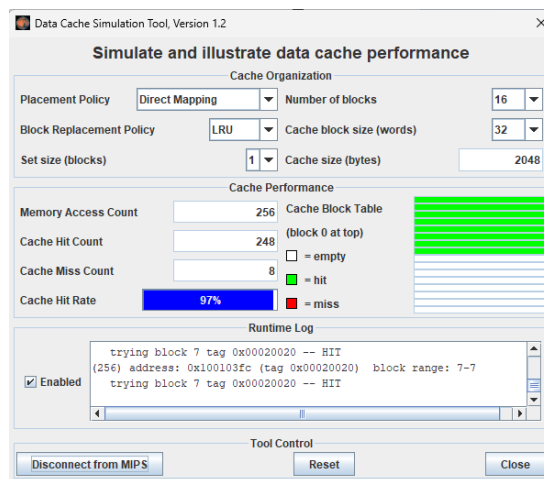 Data Cache Simulation Tool, Version 1.2
Simulate and illustrate data cache performance
Cache Organization
Placement Policy Direct Mapping Number of blocks 16
Block Replacement Policy LRU Cache block size (words) 32
Set size (blocks) 1 Cache size (bytes) 2048
Cache Performance
Memory Access Count 256 Cache Block Table
(block 0 at top)
Cache Hit Count 248
= empty
Cache Miss Count 8
= hit
Cache Hit Rate 97%
= miss
Runtime Log
Enabled
trying block 7 tag 0x00020020 -- HIT
(256) address: 0x100103fc (tag 0x00020020) block range: 7-7
trying block 7 tag 0x00020020 -- HIT
Tool Control
Disconnect from MIPS Reset Close